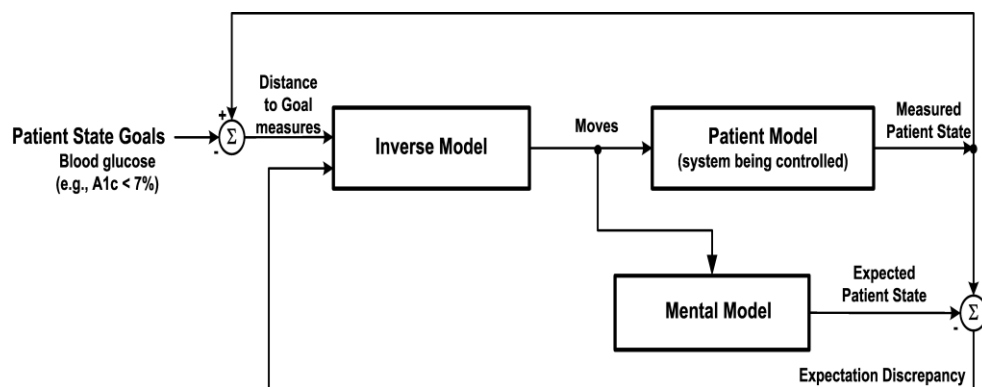 Distance
to Goal
measures
+
Σ
-
Patient State Goals
Blood glucose
(e.g., A1c < 7%)
Inverse Model
Moves
Patient Model
(system being controlled)
Measured
Patient State
Mental Model
Expected
Patient State
Σ
-
Expectation Discrepancy